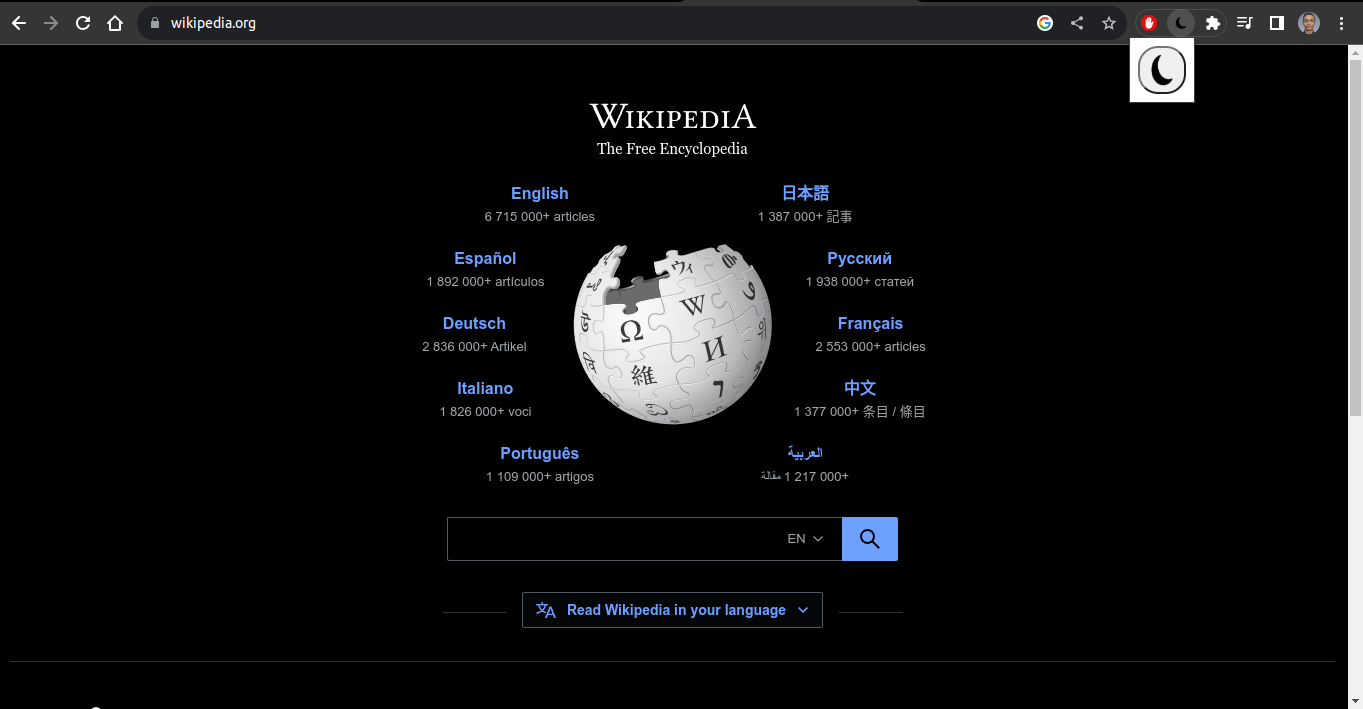 wikipedia.org
WIKIPEDIA
The Free Encyclopedia
English
6 715 000+ articles
日本語
1 387 000+ 記事
Español
1 892 000+ artículos
Русский
1 938 000+ статей
Deutsch
2 836 000+ Artikel
Français
2 553 000+ articles
Italiano
1 826 000+ voci
中文
1 377 000+ 条目 / 條目
Português
1 109 000+ artigos
العربية
1 217 000+ مقالة
Ω
W
И
維
ウィ
EN
Read Wikipedia in your language